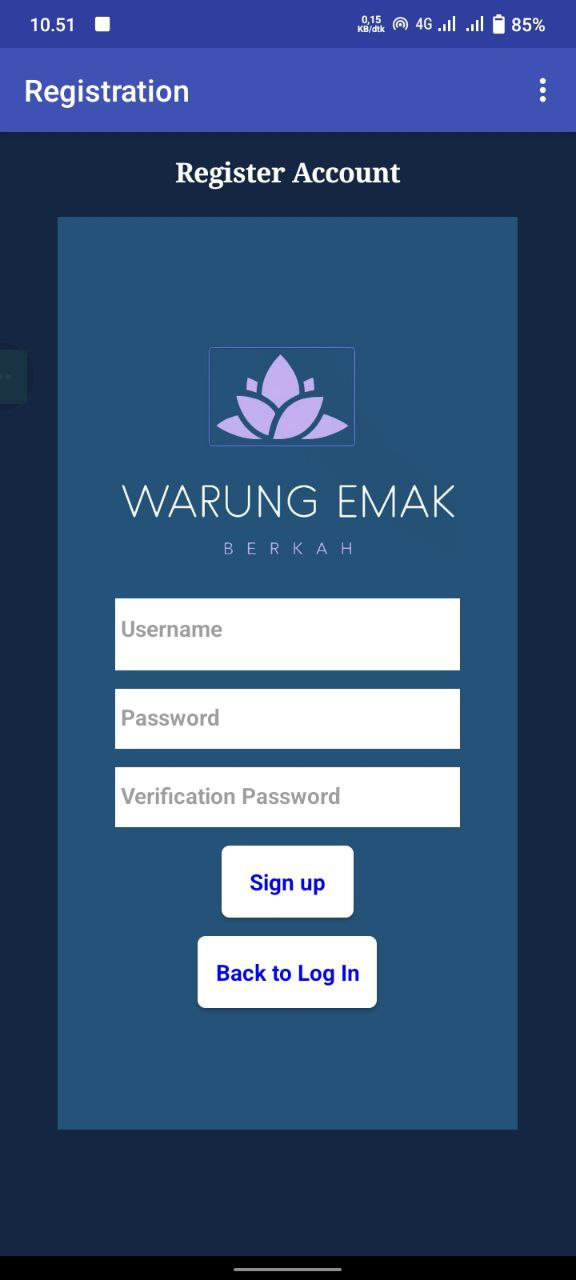 10.51 0,15 KB/dtk 4G 85%
Registration
Register Account
WARUNG EMAK
BERKAH
Username
Password
Verification Password
Sign up
Back to Log In